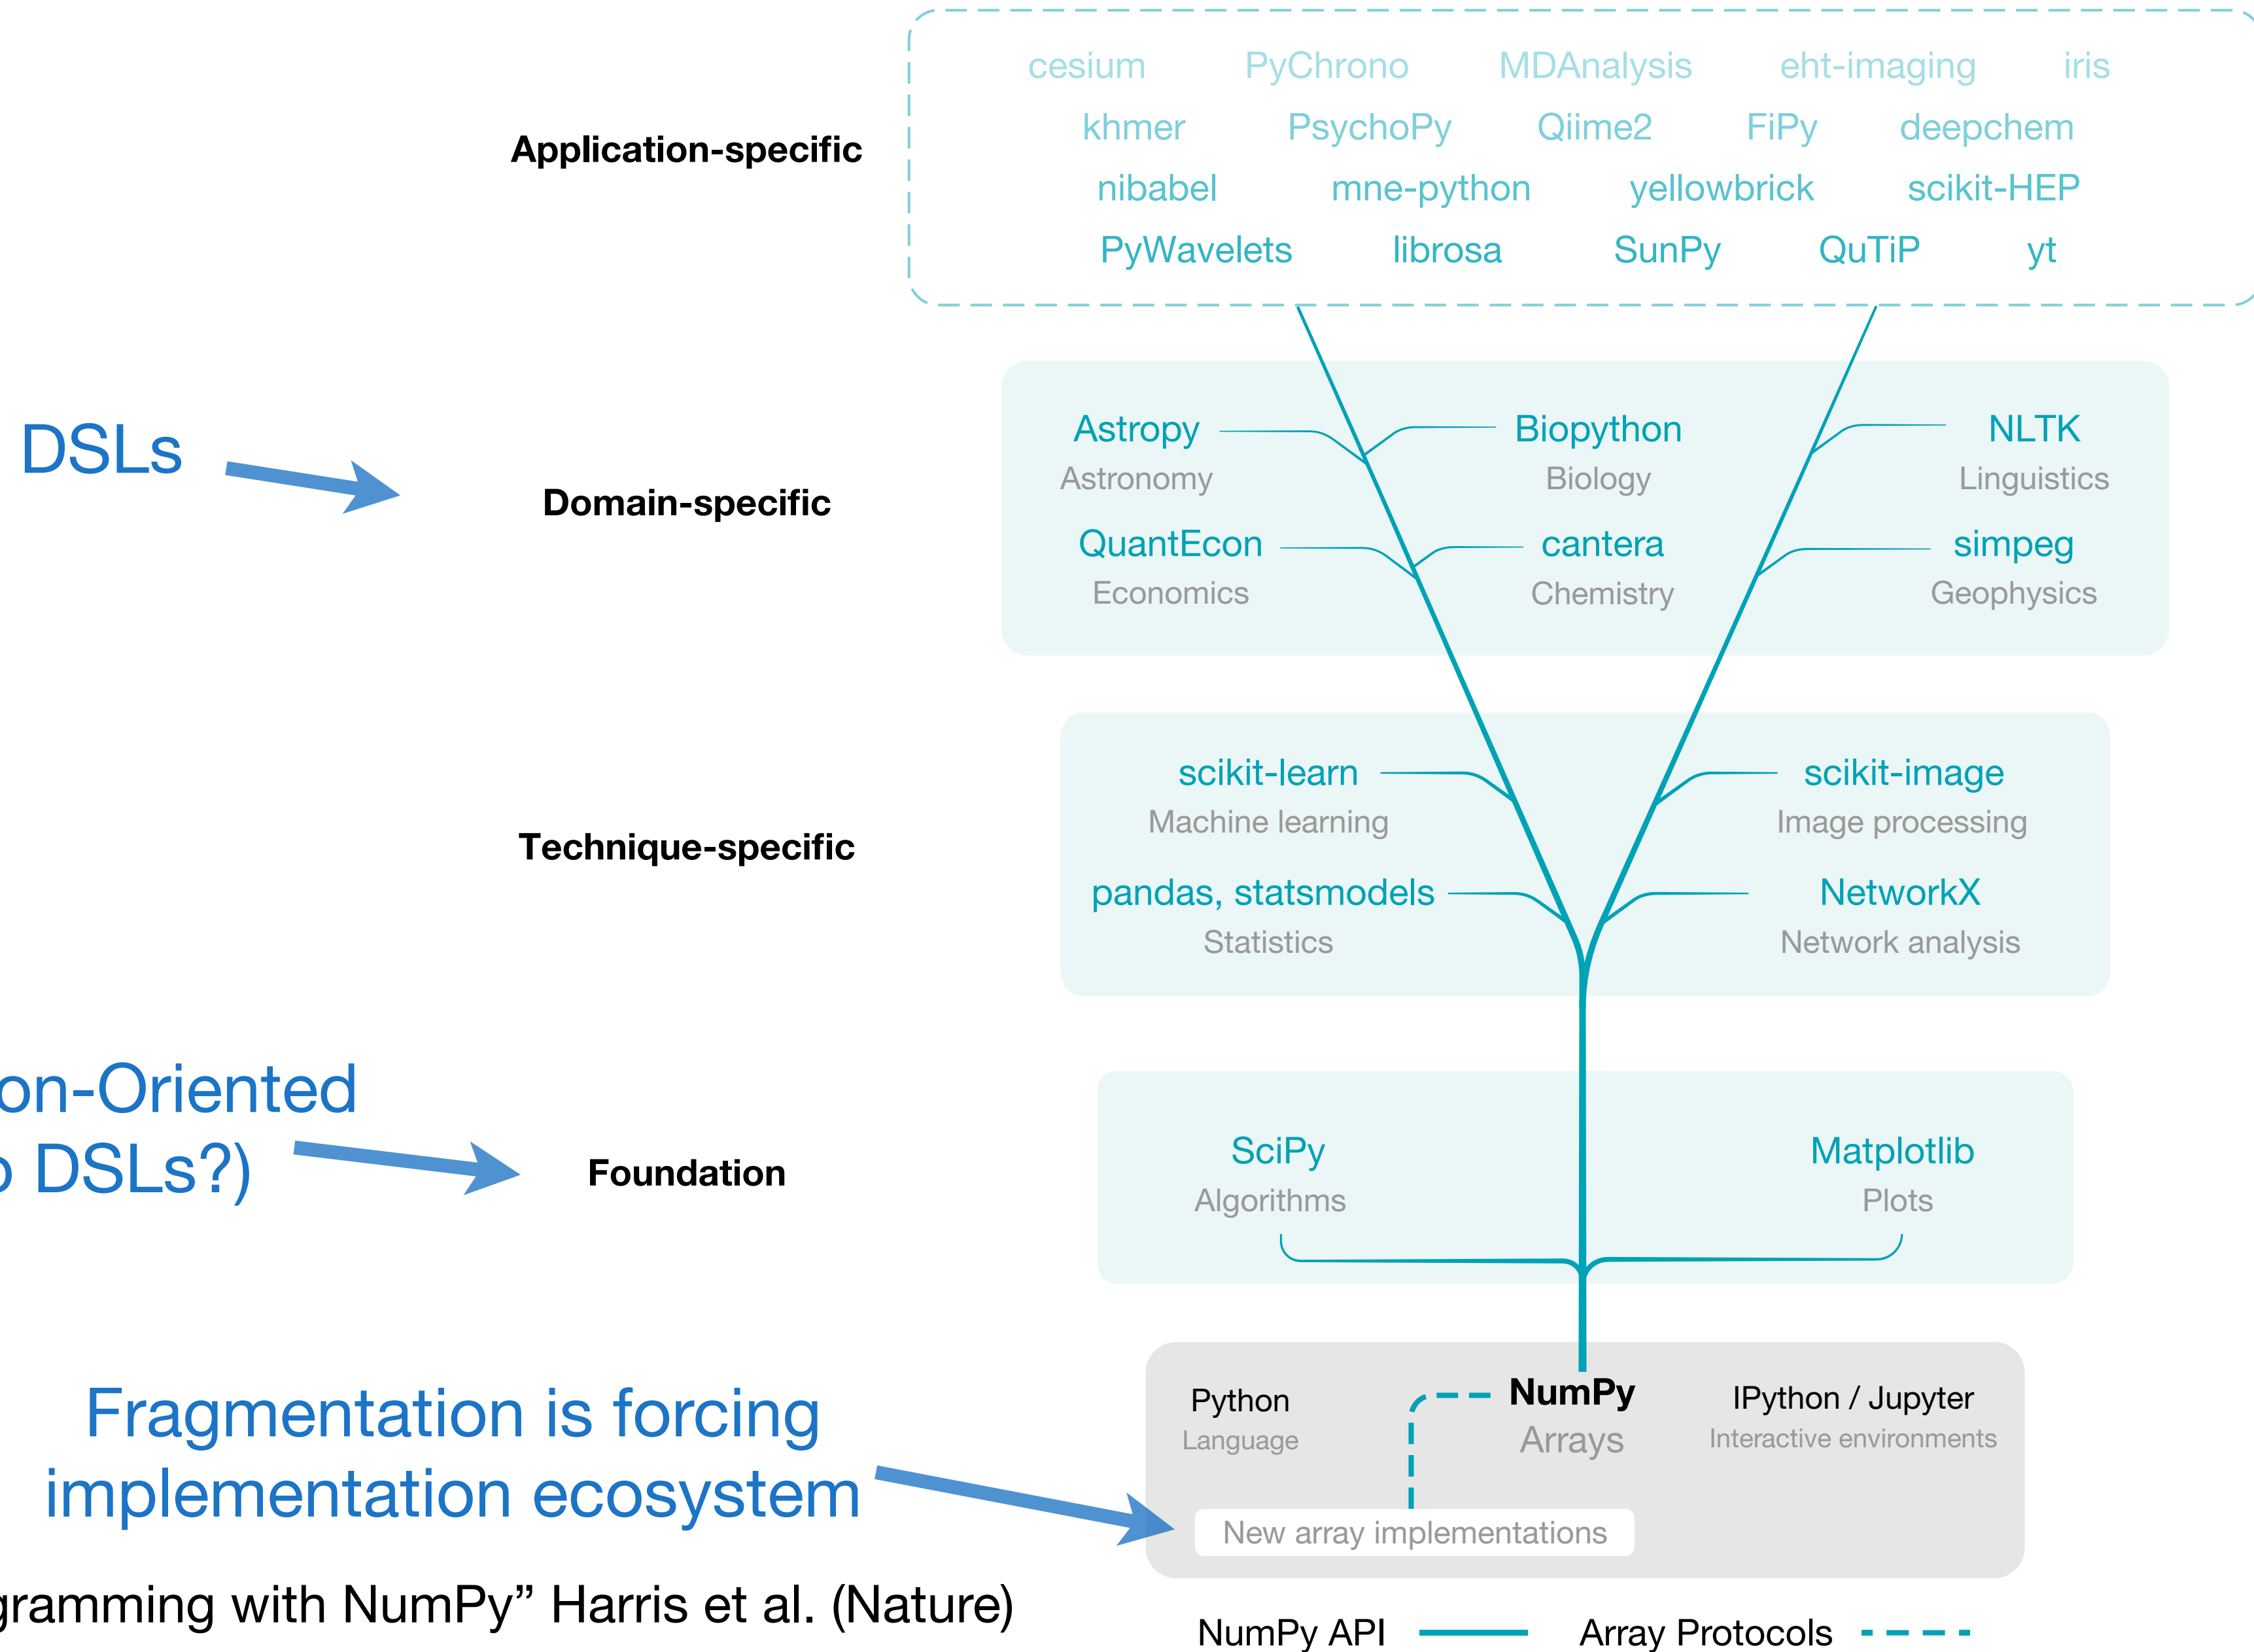 cesium PyChrono MDAnalysis eht-imaging iris
khmer PsychoPy Qiime2 FiPy deepchem
Application-specific
nibabel mne-python yellowbrick scikit-HEP
PyWavelets librosa SunPy QuTiP yt
DSLs
Domain-specific
Astropy Biopython NLTK
Astronomy Biology Linguistics
QuantEcon cantera simpeg
Economics Chemistry Geophysics
Technique-specific
scikit-learn scikit-image
Machine learning Image processing
pandas, statsmodels NetworkX
Statistics Network analysis
on-Oriented
DSLs?)
Foundation
SciPy Matplotlib
Algorithms Plots
Fragmentation is forcing
implementation ecosystem
Python NumPy IPython / Jupyter
Language Arrays Interactive environments
New array implementations
gramming with NumPy” Harris et al. (Nature)
NumPy API Array Protocols